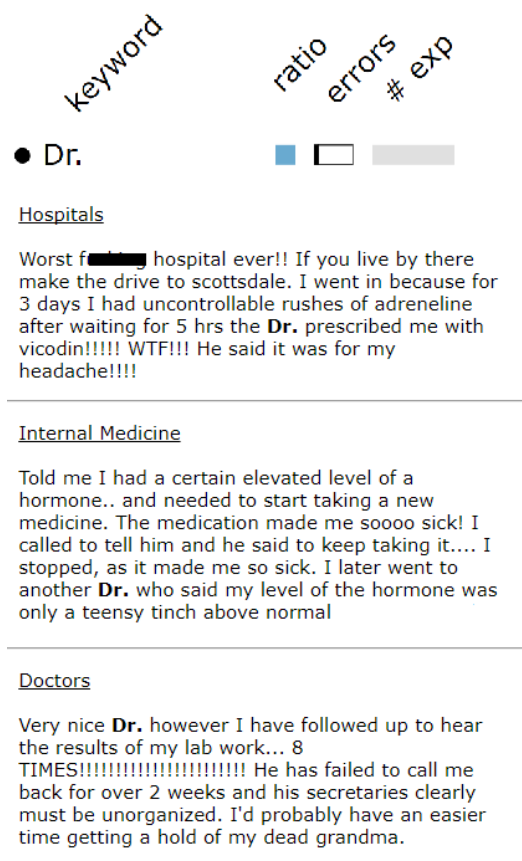 keyword ratio errors # exp
● Dr.
Hospitals
Worst f hospital ever!! If you live by there
make the drive to scottsdale. I went in because for
3 days I had uncontrollable rushes of adreneline
after waiting for 5 hrs the Dr. prescribed me with
vicodin!!!!! WTF!!! He said it was for my
headache!!!!
Internal Medicine
Told me I had a certain elevated level of a
hormone.. and needed to start taking a new
medicine. The medication made me soooo sick! I
called to tell him and he said to keep taking it.... I
stopped, as it made me so sick. I later went to
another Dr. who said my level of the hormone was
only a teensy tinch above normal
Doctors
Very nice Dr. however I have followed up to hear
the results of my lab work... 8
TIMES!!!!!!!!!!!!!!!!!!!!!!! He has failed to call me
back for over 2 weeks and his secretaries clearly
must be unorganized. I'd probably have an easier
time getting a hold of my dead grandma.